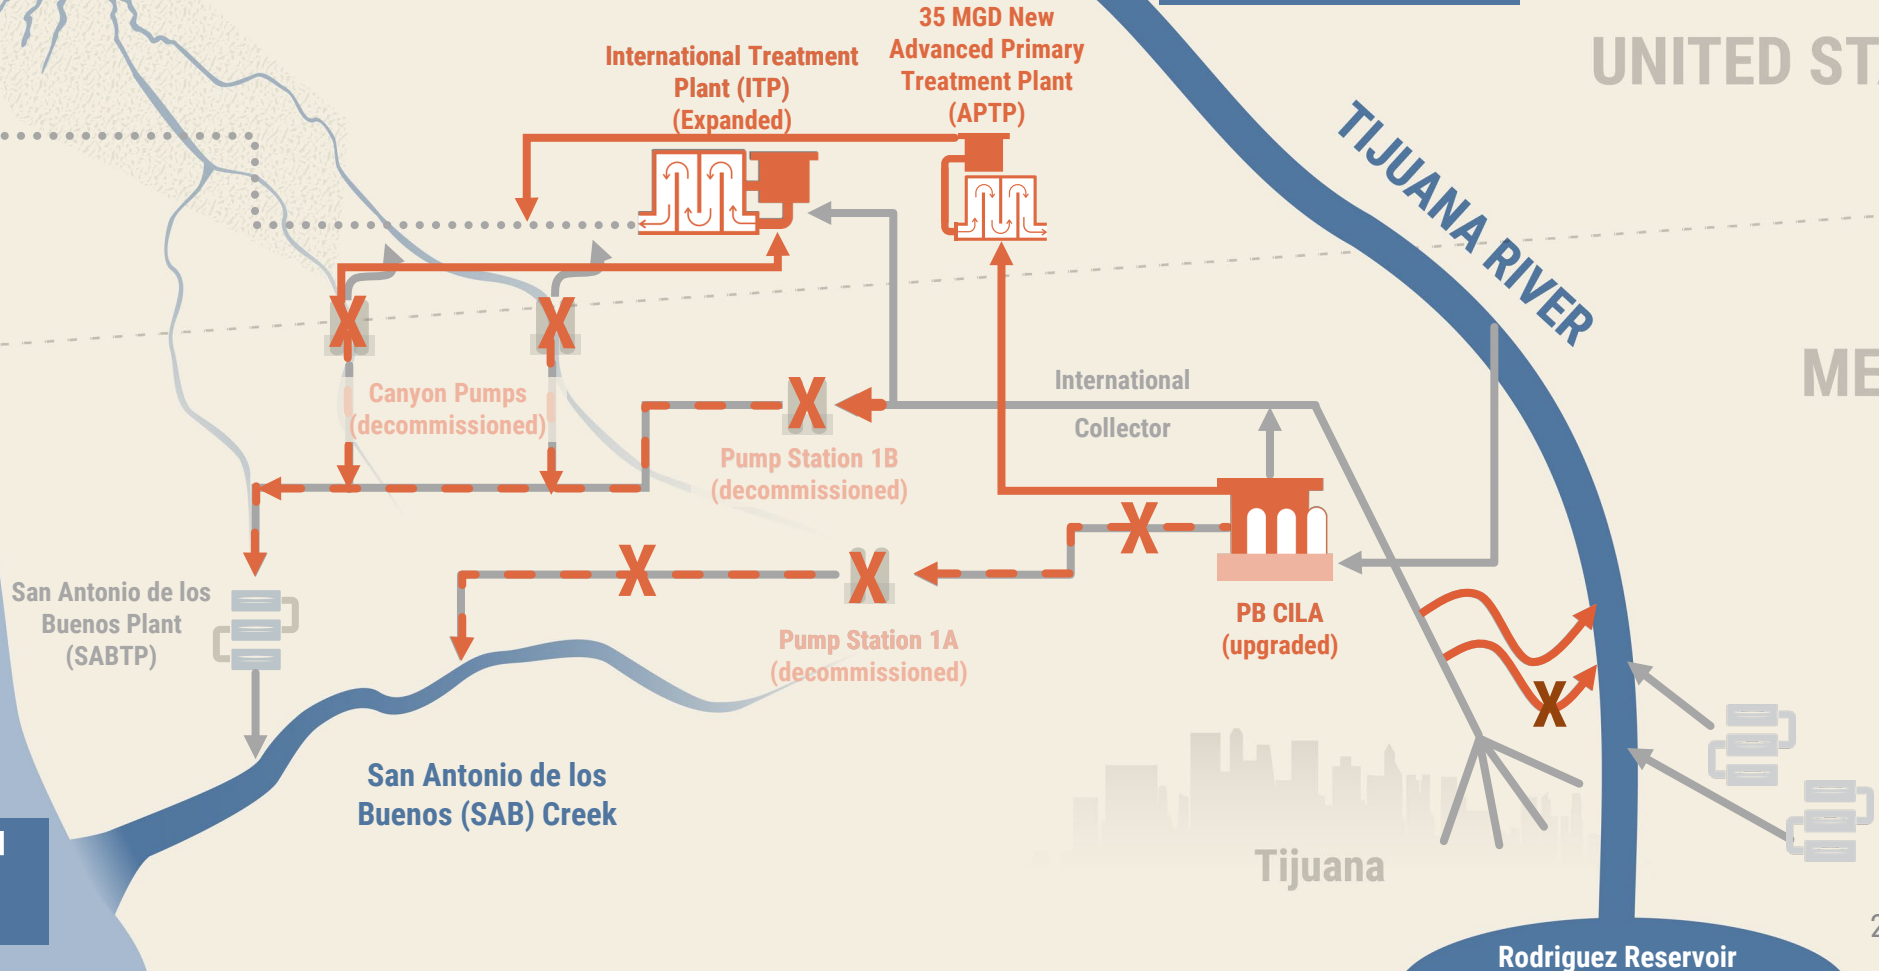 35 MGD New
Advanced Primary
Treatment Plant
(APTP)
International Treatment
Plant (ITP)
(Expanded)
UNITED
TIJUANA RIVER
Canyon Pumps
(decommissioned)
International
Collector
Pump Station 1B
(decommissioned)
San Antonio de los
Buenos Plant
(SABTP)
PB CILA
(upgraded)
Pump Station 1A
(decommissioned)
San Antonio de los
Buenos (SAB) Creek
Tijuana
Rodriguez Reservoir